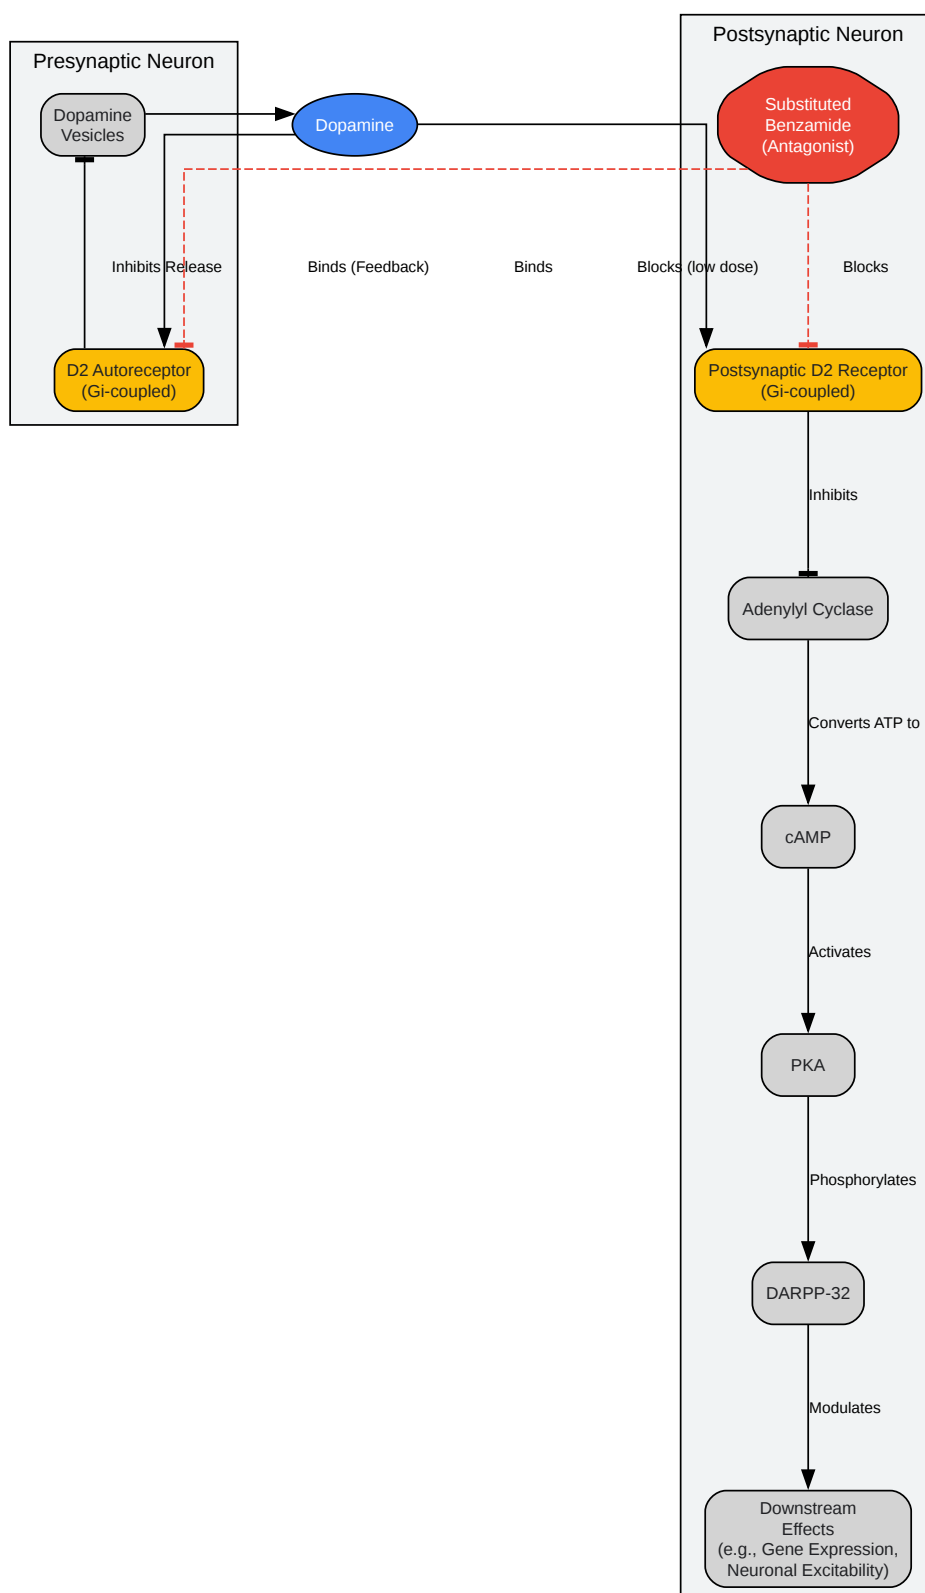 Postsynaptic Neuron
Presynaptic Neuron
Dopamine
Vesicles
Dopamine
Substituted
Benzamide
(Antagonist)
Inhibits Release
Binds (Feedback)
Binds
Blocks (low dose)
Blocks
D2 Autoreceptor
(Gi-coupled)
Postsynaptic D2 Receptor
(Gi-coupled)
Inhibits
Adenylyl Cyclase
Converts ATP to
cAMP
Activates
PKA
Phosphorylates
DARPP-32
Modulates
Downstream
Effects
(e.g., Gene Expression,
Neuronal Excitability)